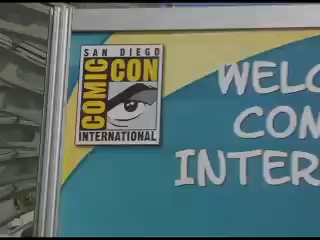 SAN DIEGO
COMIC CON
INTERNATIONAL
WELC
CON
INTER